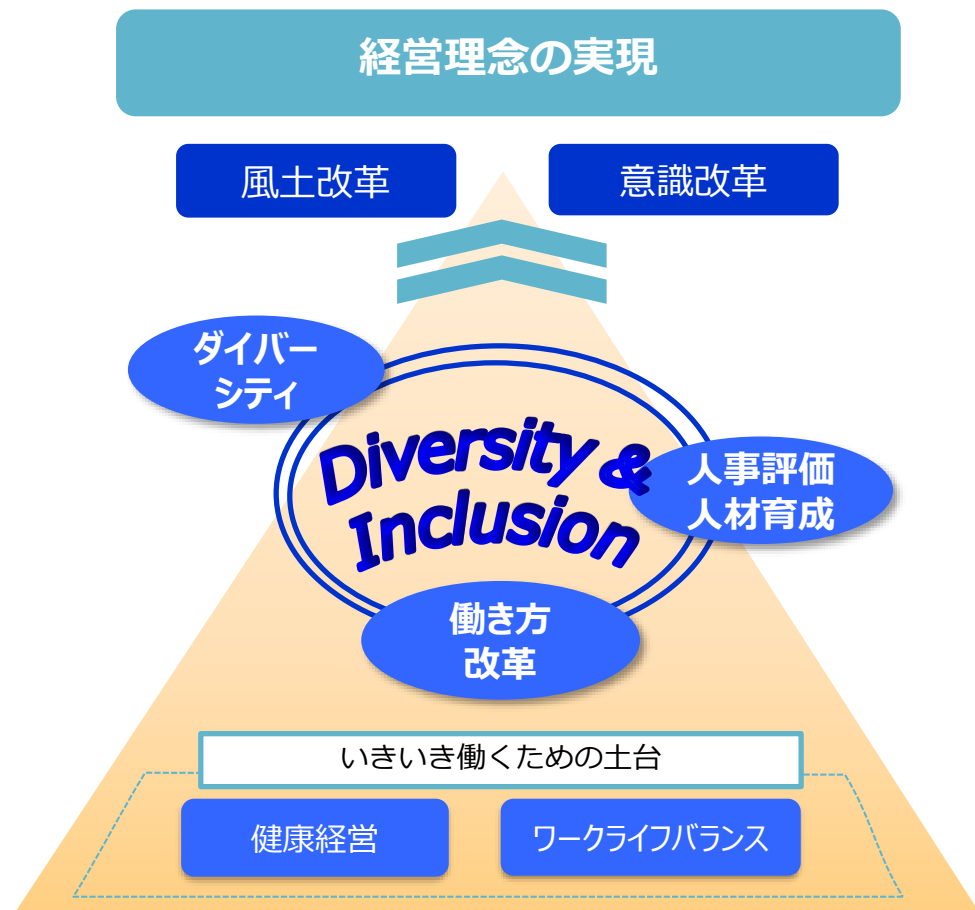 経営理念の実現
風土改革
意識改革
ダイバー
シティ
Diversity &
Inclusion
人事評価
人材育成
働き方
改革
いきいき働くための土台
健康経営
ワークライフバランス